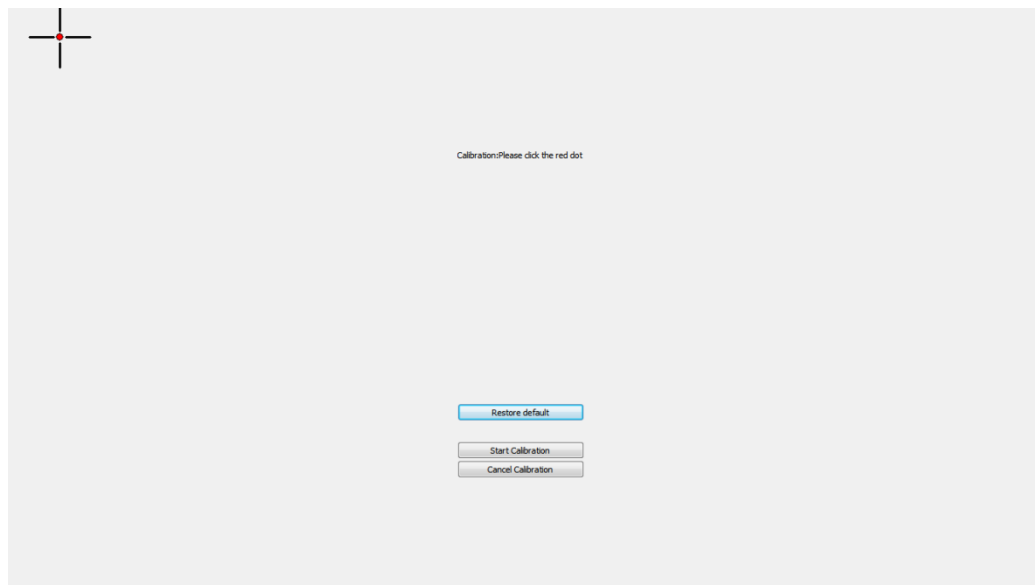 Calibration:Please click the red dot
Restore default
Start Calibration
Cancel Calibration